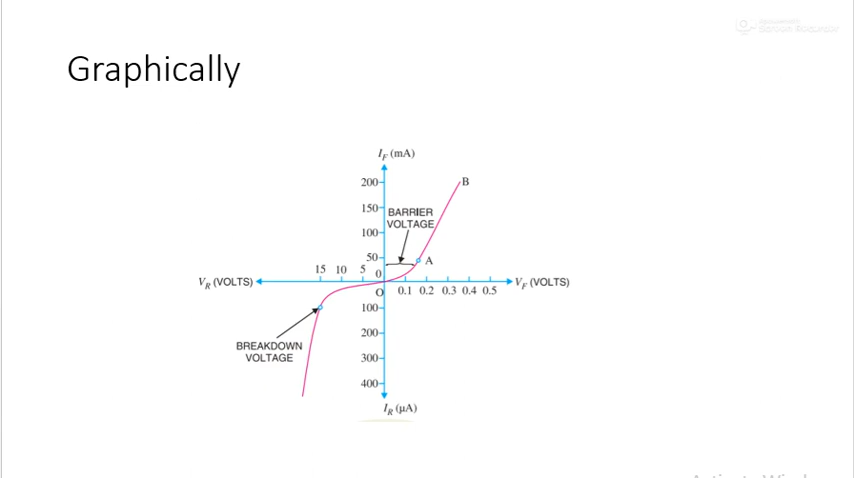 Graphically
I_F (mA)
200
B
150
BARRIER
VOLTAGE
100
50
A
15 10 5 0
V_R (VOLTS)
V_F (VOLTS)
O 0.1 0.2 0.3 0.4 0.5
100
200
BREAKDOWN
VOLTAGE
300
400
I_R (µA)